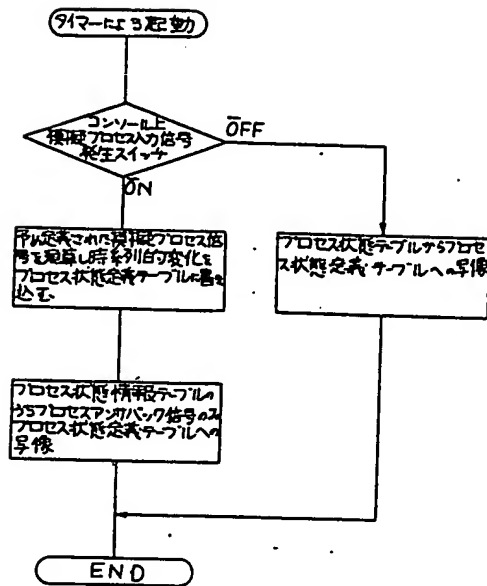 タイマーによる起動
コンソール上
模擬プロセス入力信号
発生スイッチ
OFF
ON
予め定義された模擬プロセス信
号を 時系列的変化を
プロセス状態定義テーブルに書き
込む。
プロセス状態テーブルからプロセ
ス状態定義テーブルへの写像
プロセス状態情報テーブルの
うちプロセスアンサバック信号のみ
プロセス状態定義テーブルへの
写像
END